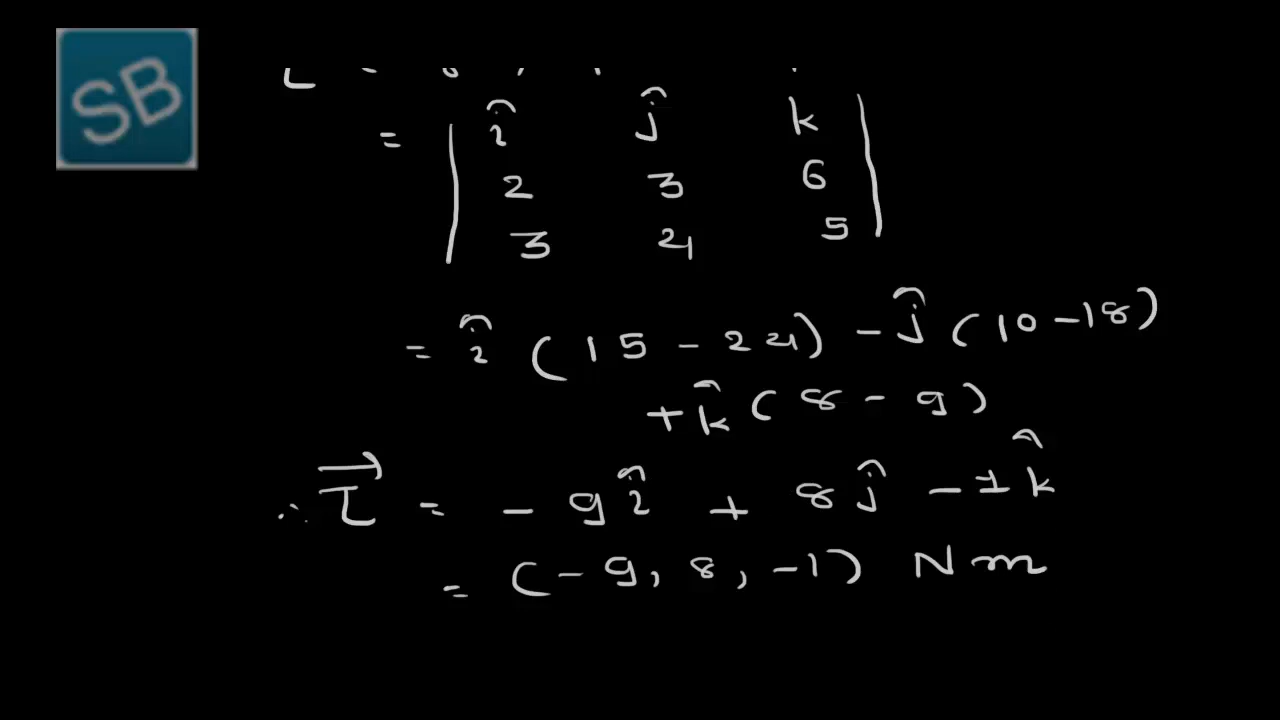 SB
= | î ĵ k |
2 3 6
3 4 5
= î (15 - 24) - ĵ (10 - 18)
+ k̂ (8 - 9)
∴ τ⃗ = - 9î + 8ĵ - 1k̂
= (-9, 8, -1) Nm